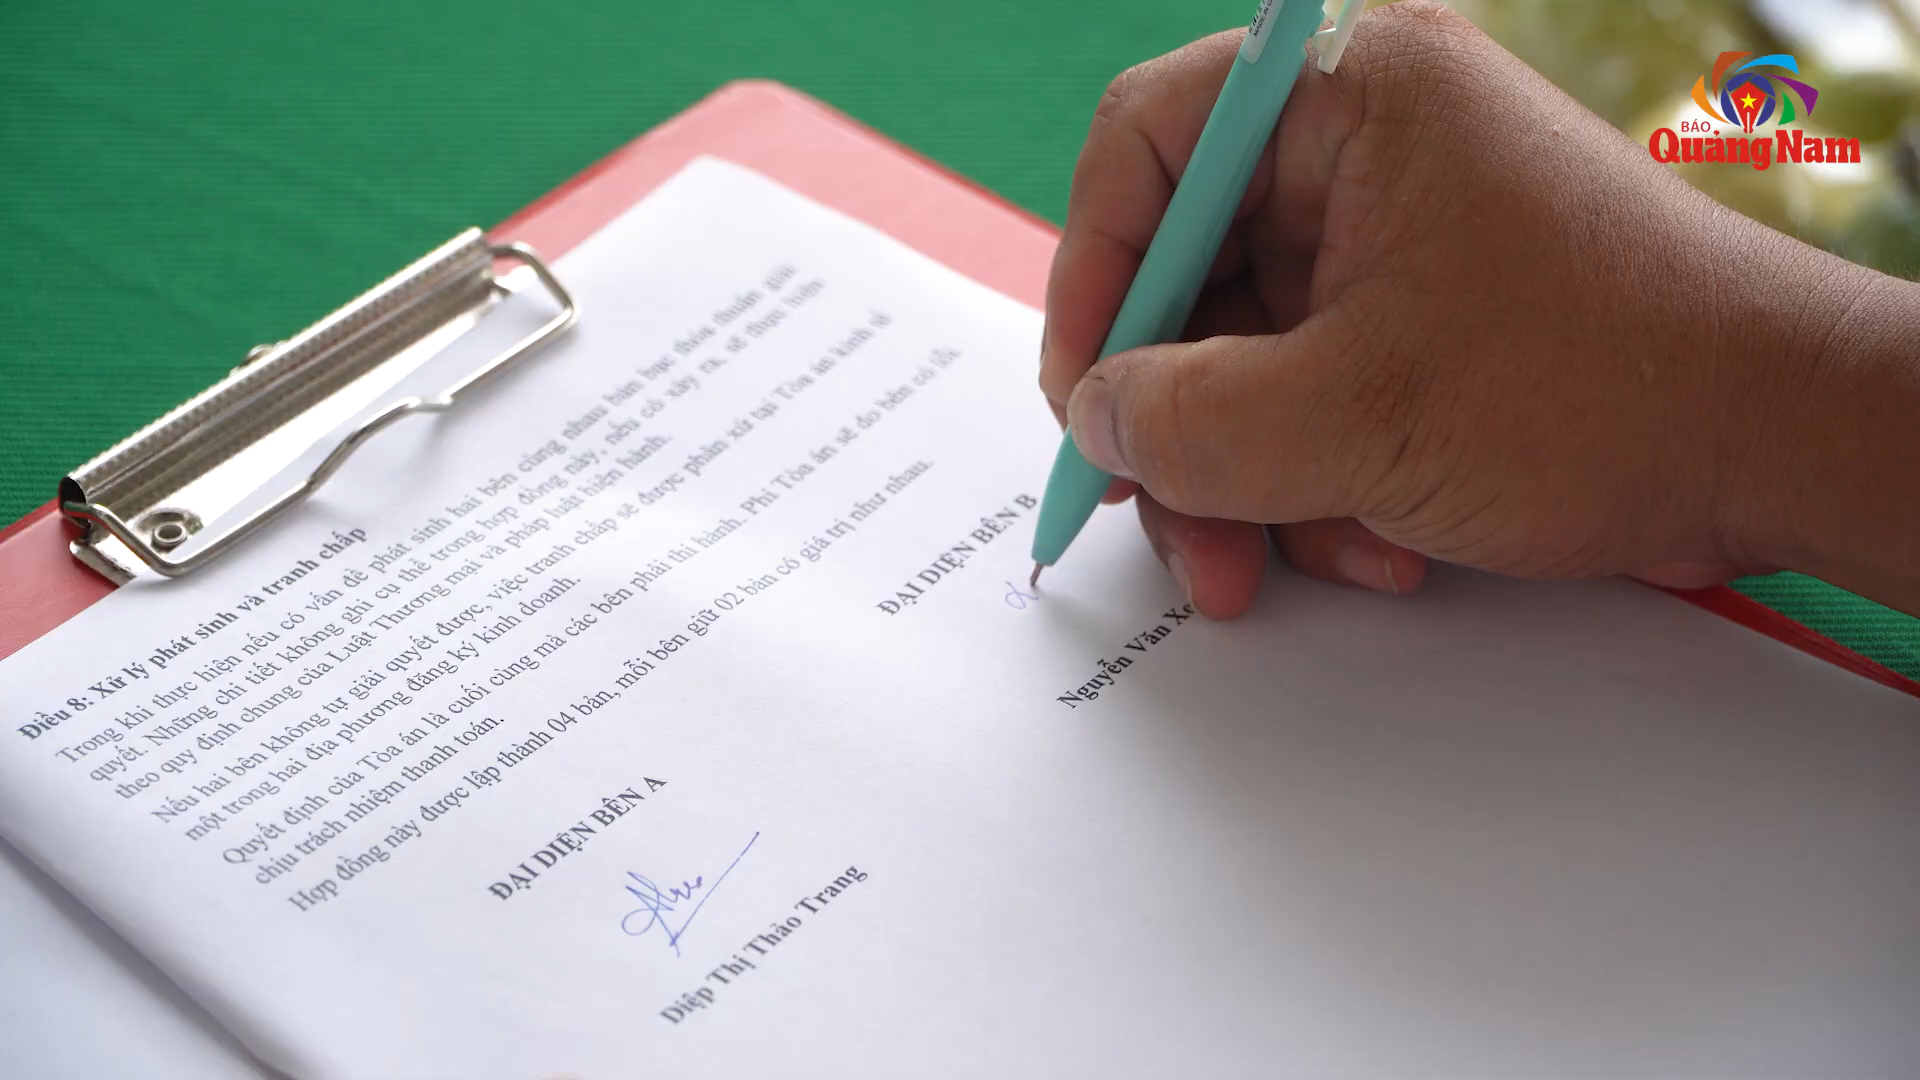 BÁO
Quảng Nam
MADE IN
Điều 8: Xử lý phát sinh và tranh chấp
Trong khi thực hiện nếu có vấn đề phát sinh hai bên cùng nhau bàn bạc thỏa thuận giải
quyết. Những chi tiết không ghi cụ thể trong hợp đồng này, nếu có xảy ra, sẽ thực hiện
theo quy định chung của Luật Thương mại và pháp luật hiện hành.
Nếu hai bên không tự giải quyết được, việc tranh chấp sẽ được phân xử tại Tòa án kinh tế
một trong hai địa phương đăng ký kinh doanh.
Quyết định của Tòa án là cuối cùng mà các bên phải thi hành. Phí Tòa án sẽ do bên có lỗi
chịu trách nhiệm thanh toán.
Hợp đồng này được lập thành 04 bản, mỗi bên giữ 02 bản có giá trị như nhau.
ĐẠI DIỆN BÊN A
ĐẠI DIỆN BÊN B
Diệp Thị Thảo Trang
Nguyễn Văn